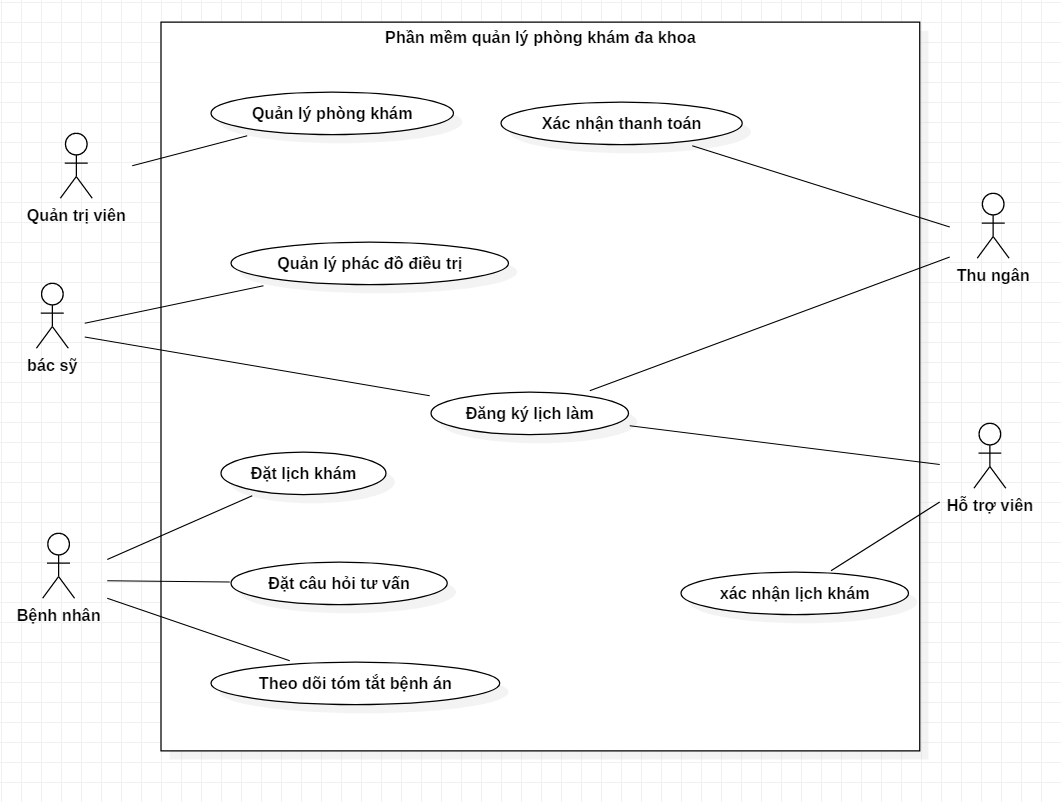 Phần mềm quản lý phòng khám đa khoa
Quản lý phòng khám
Xác nhận thanh toán
Quản trị viên
Quản lý phác đồ điều trị
Thu ngân
bác sỹ
Đăng ký lịch làm
Đặt lịch khám
Hỗ trợ viên
Đặt câu hỏi tư vấn
xác nhận lịch khám
Bệnh nhân
Theo dõi tóm tắt bệnh án